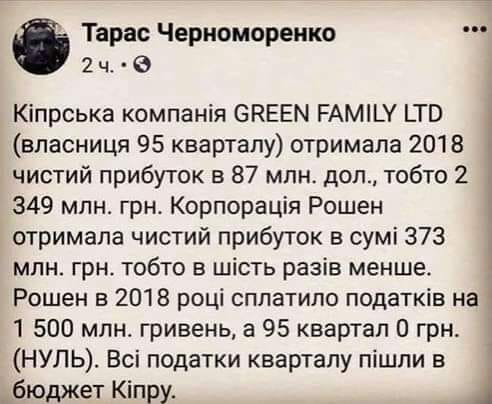 Тарас Черноморенко
2 ч. •
Кіпрська компанія GREEN FAMILY LTD
(власниця 95 кварталу) отримала 2018
чистий прибуток в 87 млн. дол., тобто 2
349 млн. грн. Корпорація Рошен
отримала чистий прибуток в сумі 373
млн. грн. тобто в шість разів менше.
Рошен в 2018 році сплатило податків на
1 500 млн. гривень, а 95 квартал 0 грн.
(НУЛЬ). Всі податки кварталу пішли в
бюджет Кіпру.